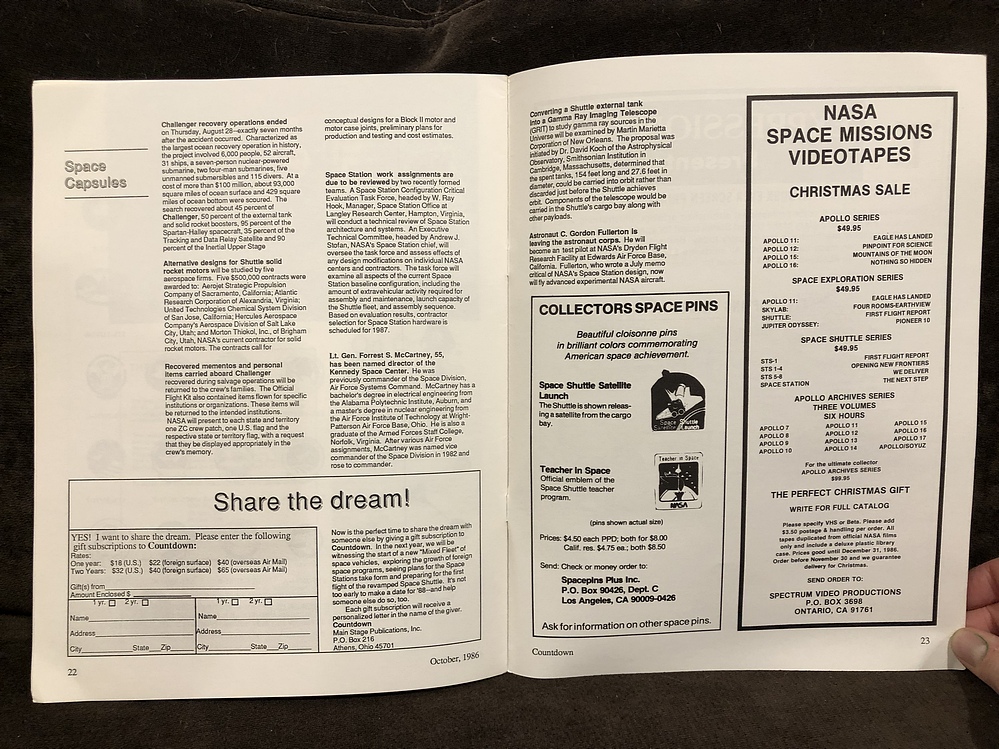 Space
Capsules
Challenger recovery operations ended
on Thursday, August 28--exactly seven months
after the accident occurred. Characterized as
the largest ocean recovery operation in history,
the project involved 6,000 people, 52 aircraft,
31 ships, a seven-person nuclear-powered
submarine, two four-man submarines, five
unmanned submersibles and 115 divers. At a
cost of more than $100 million, about 93,000
square miles of ocean surface and 429 square
miles of ocean bottom were scoured. The
search recovered about 45 percent of
Challenger, 50 percent of the external tank
and solid rocket boosters, 95 percent of the
Spartan-Halley spacecraft, 35 percent of the
Tracking and Data Relay Satellite and 90
percent of the Inertial Upper Stage
Alternative designs for Shuttle solid
rocket motors will be studied by five
aerospace firms. Five $500,000 contracts were
awarded to: Aerojet Strategic Propulsion
Company of Sacramento, California; Atlantic
Research Corporation of Alexandria, Virginia;
United Technologies Chemical System Division
of San Jose, California; Hercules Aerospace
Company's Aerospace Division of Salt Lake
City, Utah; and Morton Thiokol, Inc., of Brigham
City, Utah, NASA's current contractor for solid
rocket motors. The contracts call for
Recovered mementos and personal
items carried aboard Challenger
recovered during salvage operations will be
returned to the crew's families. The Official
Flight Kit also contained items flown for specific
institutions or organizations. These items will
be returned to the intended institutions.
NASA will present to each state and territory
one ZC crew patch, one U.S. flag and the
respective state or territory flag, with a request
that they be displayed appropriately in the
crew's memory.
conceptual designs for a Block II motor and
motor case joints, preliminary plans for
production and testing and cost estimates.
Space Station work assignments are
due to be reviewed by two recently formed
teams. A Space Station Configuration Critical
Evaluation Task Force, headed by W. Ray
Hook, Manager, Space Station Office at
Langley Research Center, Hampton, Virginia,
will conduct a technical review of Space Station
architecture and systems. An Executive
Technical Committee, headed by Andrew J.
Stofan, NASA's Space Station chief, will
oversee the task force and assess effects of
any design modifications on individual NASA
centers and contractors. The task force will
examine all aspects of the current Space
Station baseline configuration, including the
amount of extravehicular activity required for
assembly and maintenance, launch capacity of
the Shuttle fleet, and assembly sequence.
Based on evaluation results, contractor
selection for Space Station hardware is
scheduled for 1987.
Lt. Gen. Forrest S. McCartney, 55,
has been named director of the
Kennedy Space Center. He was
previously commander of the Space Division,
Air Force Systems Command. McCartney has a
bachelor's degree in electrical engineering from
the Alabama Polytechnic Institute, Auburn, and
a master's degree in nuclear engineering from
the Air Force Institute of Technology at Wright-
Patterson Air Force Base, Ohio. He is also a
graduate of the Armed Forces Staff College,
Norfolk, Virginia. After various Air Force
assignments, McCartney was named vice
commander of the Space Division in 1982 and
rose to commander.
Share the dream!
YES! I want to share the dream. Please enter the following
gift subscriptions to Countdown:
Rates:
One year: $18 (U.S.) $22 (foreign surface) $40 (overseas Air Mail)
Two Years: $32 (U.S.) $40 (foreign surface) $65 (overseas Air Mail)
Gift(s) from
Amount Enclosed $
1 yr. 2 yr. 1 yr. 2 yr.
Name Name
Address Address
City State Zip City State Zip
Now is the perfect time to share the dream with
someone else by giving a gift subscription to
Countdown. In the next year, we will be
witnessing the start of a new "Mixed Fleet" of
space vehicles, exploring the growth of foreign
space programs, seeing plans for the Space
Stations take form and preparing for the first
flight of the revamped Space Shuttle. It's not
too early to make a date for '88--and help
someone else do so, too.
Each gift subscription will receive a
personalized letter in the name of the giver.
Countdown
Main Stage Publications, Inc.
P.O. Box 216
Athens, Ohio 45701
22
October, 1986
Converting a Shuttle external tank
into a Gamma Ray Imaging Telescope
(GRIT) to study gamma ray sources in the
Universe will be examined by Martin Marietta
Corporation of New Orleans. The proposal was
initiated by Dr. David Koch of the Astrophysical
Observatory, Smithsonian Institution in
Cambridge, Massachusetts, determined that
the spent tanks, 154 feet long and 27.6 feet in
diameter, could be carried into orbit rather than
discarded just before the Shuttle achieves
orbit. Components of the telescope would be
carried in the Shuttle's cargo bay along with
other payloads.
Astronaut C. Gordon Fullerton is
leaving the astronaut corps. He will
become an test pilot at NASA's Dryden Flight
Research Facility at Edwards Air Force Base,
California. Fullerton, who wrote a July memo
critical of NASA's Space Station design, now
will fly advanced experimental NASA aircraft.
COLLECTORS SPACE PINS
Beautiful cloisonne pins
in brilliant colors commemorating
American space achievement.
Space Shuttle Satellite
Launch
The Shuttle is shown releas-
ing a satellite from the cargo
bay.
Space Shuttle
Satellite Launch
Teacher In Space
Official emblem of the
Space Shuttle teacher
program.
Teacher in Space
NASA
(pins shown actual size)
Prices: $4.50 each PPD; both for $8.00
Calif. res. $4.75 ea.; both $8.50
Send: Check or money order to:
Spacepins Plus Inc.
P.O. Box 90426, Dept. C
Los Angeles, CA 90009-0426
Ask for information on other space pins.
Countdown
NASA
SPACE MISSIONS
VIDEOTAPES
CHRISTMAS SALE
APOLLO SERIES
$49.95
APOLLO 11: EAGLE HAS LANDED
APOLLO 12: PINPOINT FOR SCIENCE
APOLLO 15: MOUNTAINS OF THE MOON
APOLLO 16: NOTHING SO HIDDEN
SPACE EXPLORATION SERIES
$49.95
APOLLO 11: EAGLE HAS LANDED
SKYLAB: FOUR ROOMS-EARTHVIEW
SHUTTLE: FIRST FLIGHT REPORT
JUPITER ODYSSEY: PIONEER 10
SPACE SHUTTLE SERIES
$49.95
STS-1 FIRST FLIGHT REPORT
STS 1-4 OPENING NEW FRONTIERS
STS 5-8 WE DELIVER
SPACE STATION THE NEXT STEP
APOLLO ARCHIVES SERIES
THREE VOLUMES
SIX HOURS
APOLLO 7 APOLLO 11 APOLLO 15
APOLLO 8 APOLLO 12 APOLLO 16
APOLLO 9 APOLLO 13 APOLLO 17
APOLLO 10 APOLLO 14 APOLLO/SOYUZ
For the ultimate collector
APOLLO ARCHIVES SERIES
$99.95
THE PERFECT CHRISTMAS GIFT
WRITE FOR FULL CATALOG
Please specify VHS or Beta. Please add
$3.50 postage & handling per order. All
tapes duplicated from official NASA films
only and include a deluxe plastic library
case. Prices good until December 31, 1986.
Order before November 30 and we guarantee
delivery for Christmas.
SEND ORDER TO:
SPECTRUM VIDEO PRODUCTIONS
P.O. BOX 3698
ONTARIO, CA 91761
23